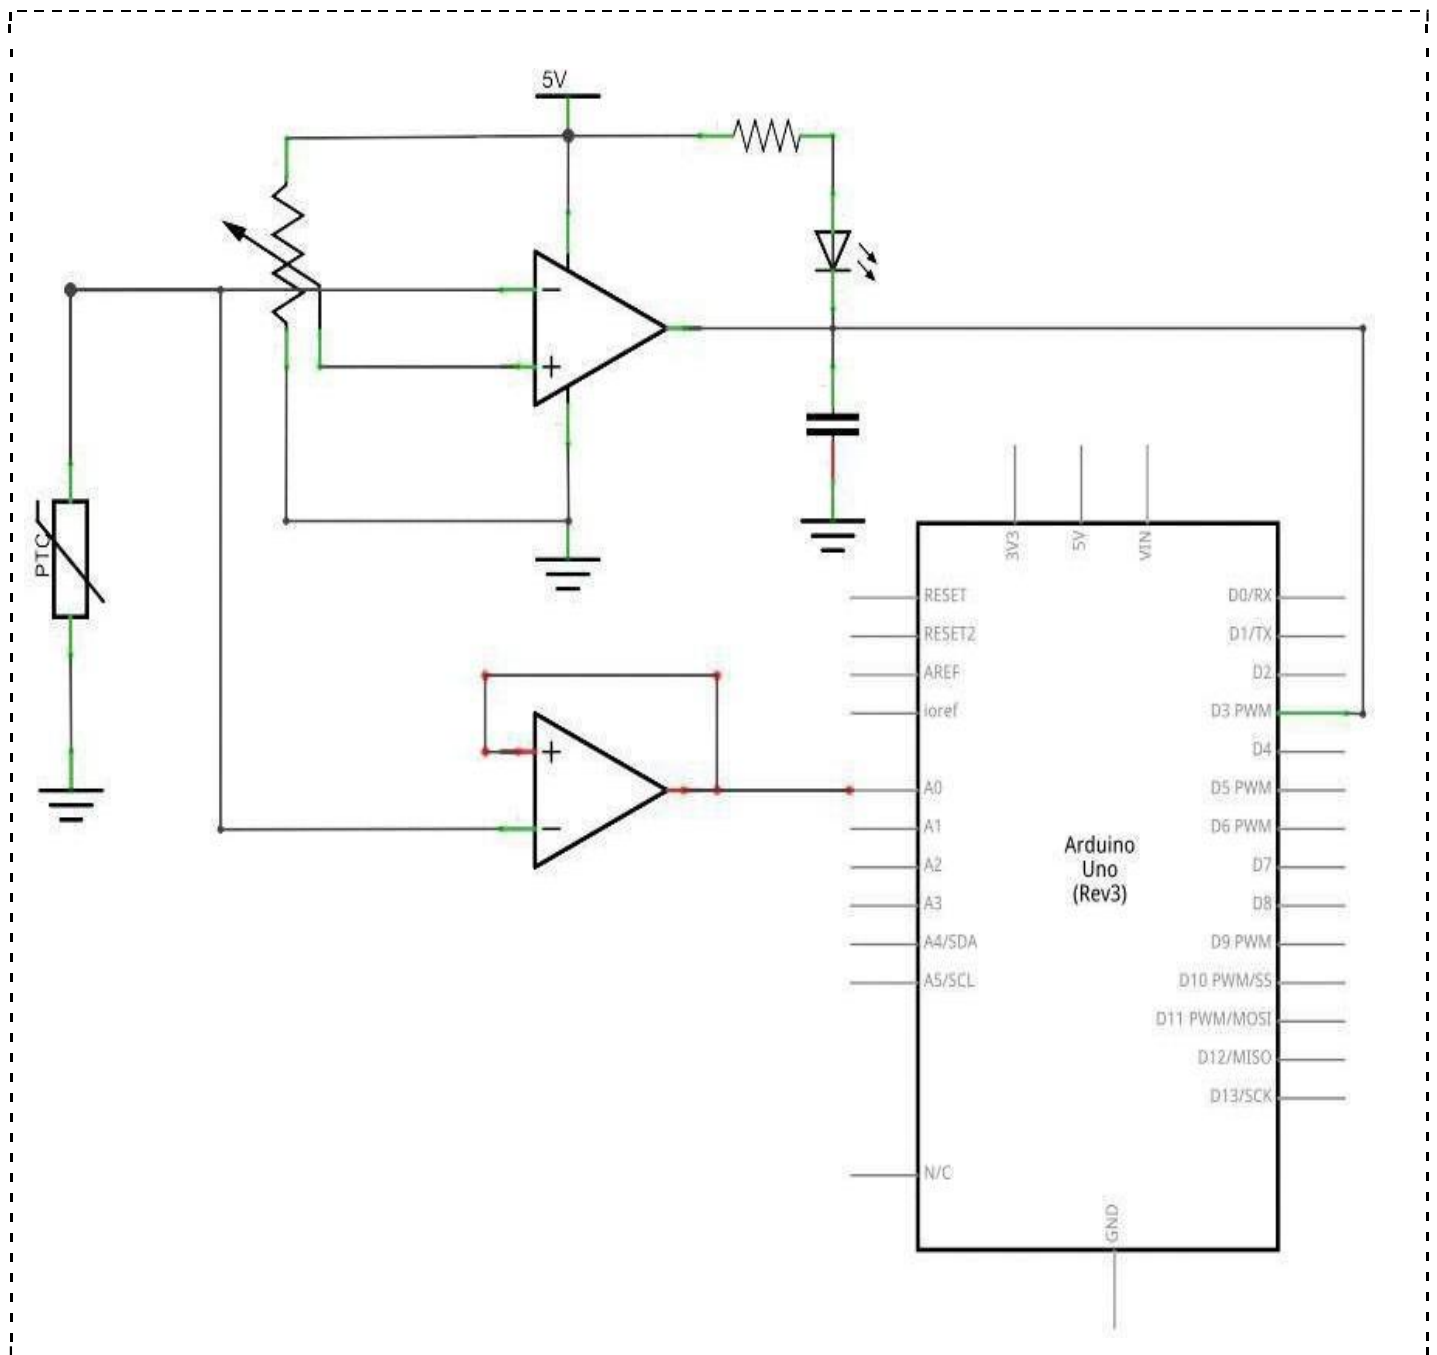 5V
PTC
3V3
5V
VIN
RESET
RESET2
AREF
ioref
A0
A1
A2
A3
A4/SDA
A5/SCL
N/C
D0/RX
D1/TX
D2
D3 PWM
D4
D5 PWM
D6 PWM
D7
D8
D9 PWM
D10 PWM/SS
D11 PWM/MOSI
D12/MISO
D13/SCK
Arduino
Uno
(Rev3)
GND